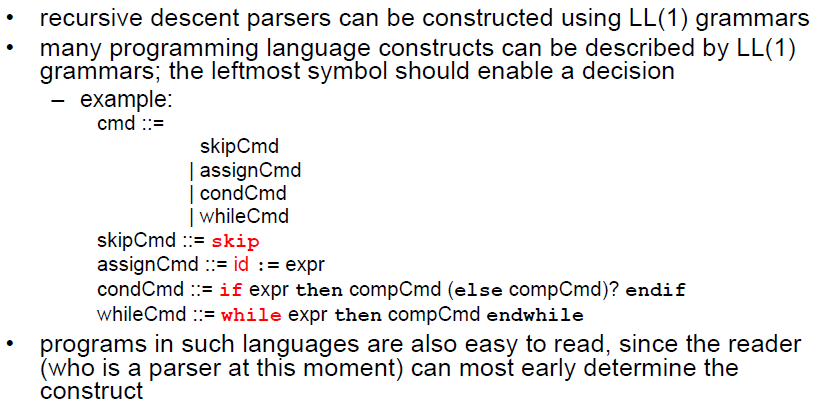 • recursive descent parsers can be constructed using LL(1) grammars
• many programming language constructs can be described by LL(1)
grammars; the leftmost symbol should enable a decision
– example:
cmd ::=
skipCmd
| assignCmd
| condCmd
| whileCmd
skipCmd ::= skip
assignCmd ::= id := expr
condCmd ::= if expr then compCmd (else compCmd)? endif
whileCmd ::= while expr then compCmd endwhile
• programs in such languages are also easy to read, since the reader
(who is a parser at this moment) can most early determine the
construct